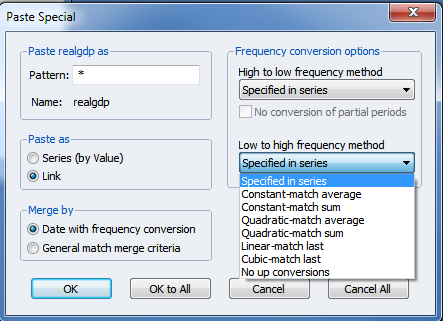 Paste Special
Paste realgdp as
Pattern: *
Name: realgdp
Paste as
Series (by Value)
Link
Merge by
Date with frequency conversion
General match merge criteria
Frequency conversion options
High to low frequency method
Specified in series
No conversion of partial periods
Low to high frequency method
Specified in series
Specified in series
Constant-match average
Constant-match sum
Quadratic-match average
Quadratic-match sum
Linear-match last
Cubic-match last
No up conversions
OK
OK to All
Cancel
Cancel All